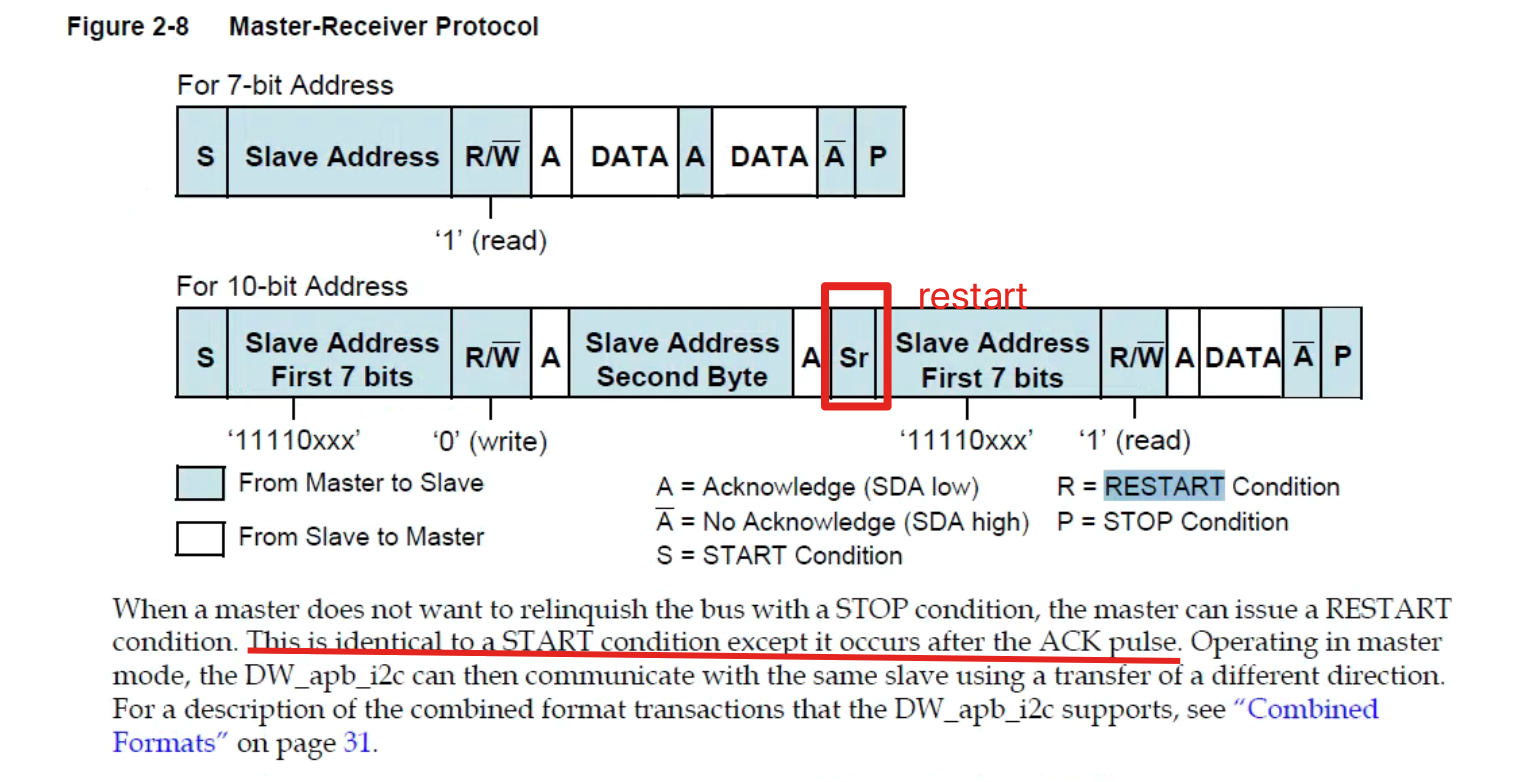 Figure 2-8 Master-Receiver Protocol
For 7-bit Address
S Slave Address R/W̅ A DATA A DATA A̅ P
‘1’ (read)
For 10-bit Address
restart
S Slave Address First 7 bits R/W̅ A Slave Address Second Byte A Sr Slave Address First 7 bits R/W̅ A DATA A̅ P
‘11110xxx’ ‘0’ (write) ‘11110xxx’ ‘1’ (read)
From Master to Slave
From Slave to Master
A = Acknowledge (SDA low)
A̅ = No Acknowledge (SDA high)
S = START Condition
R = RESTART Condition
P = STOP Condition
When a master does not want to relinquish the bus with a STOP condition, the master can issue a RESTART
condition. This is identical to a START condition except it occurs after the ACK pulse. Operating in master
mode, the DW_apb_i2c can then communicate with the same slave using a transfer of a different direction.
For a description of the combined format transactions that the DW_apb_i2c supports, see “Combined
Formats” on page 31.